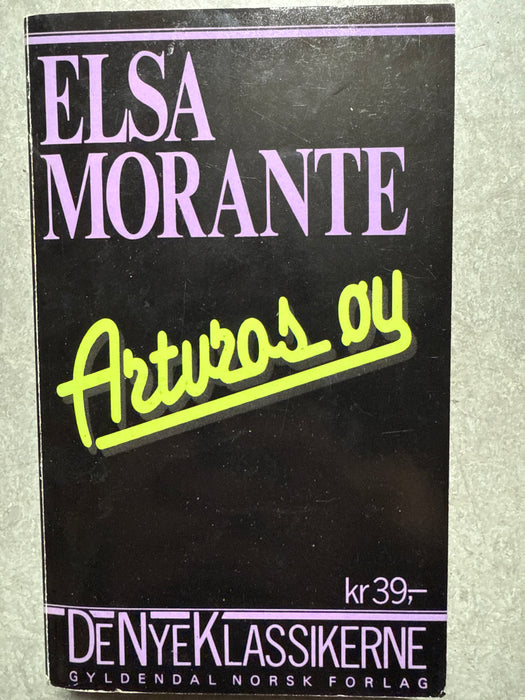 ELSA
MORANTE
Arturos øy
kr 39,-
DE NYE KLASSIKERNE
GYLDENDAL NORSK FORLAG